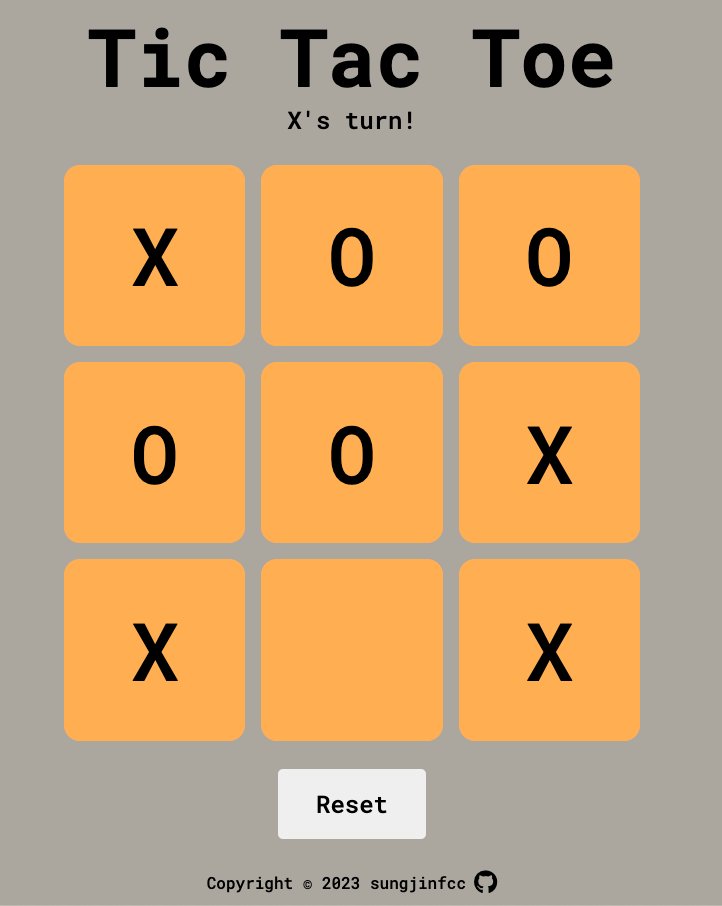 Tic Tac Toe
X's turn!
X O O
O O X
X X
Reset
Copyright © 2023 sungjinfcc